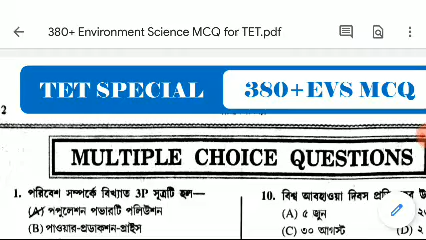 380+ Environment Science MCQ for TET.pdf
TET SPECIAL 380+EVS MCQ
2
MULTIPLE CHOICE QUESTIONS
1. পরিবেশ সম্পর্কে বিখ্যাত 3P সূত্রটি হল—
(A) পপুলেশন পভারটি পলিউশন
(B) পাওয়ার-প্রডাকশন-প্রাইস
10. বিশ্ব আবহাওয়া দিবস
(A) ৫ জুন
(C) ৩০ আগস্ট (D) ২